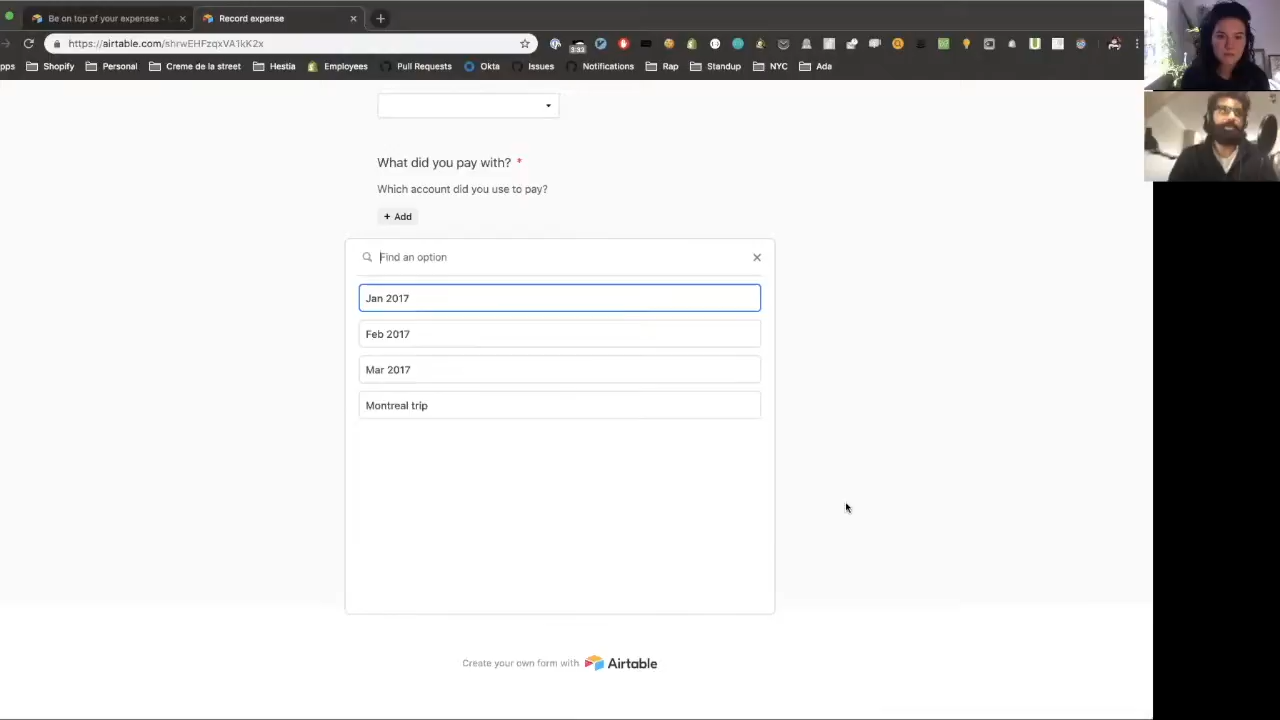 Be on top of your expenses -
Record expense
https://airtable.com/shrwEHFzqxVA1kK2x
3:33
pps
Shopify
Personal
Creme de la street
Hestia
Employees
Pull Requests
Okta
Issues
Notifications
Rap
Standup
NYC
Ada
What did you pay with? *
Which account did you use to pay?
+ Add
Find an option
Jan 2017
Feb 2017
Mar 2017
Montreal trip
Create your own form with Airtable